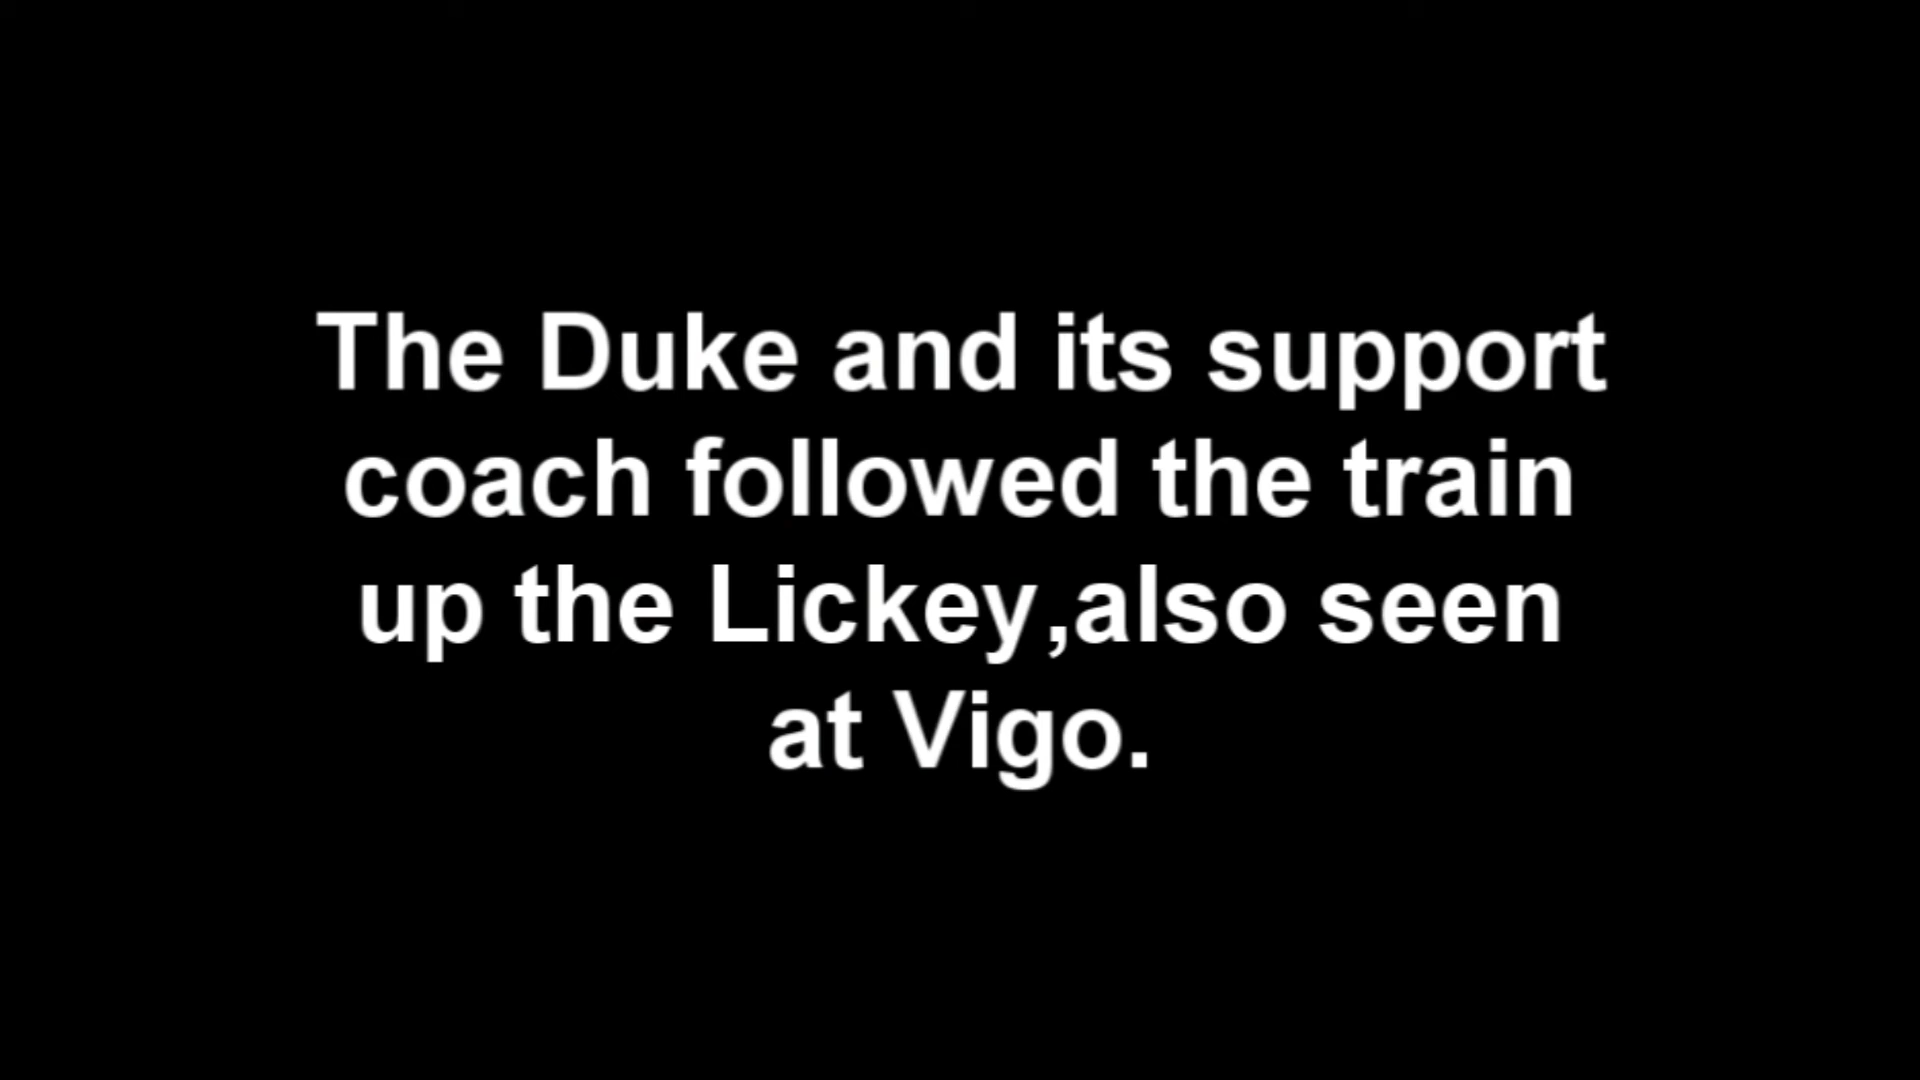 The Duke and its support
coach followed the train
up the Lickey,also seen
at Vigo.